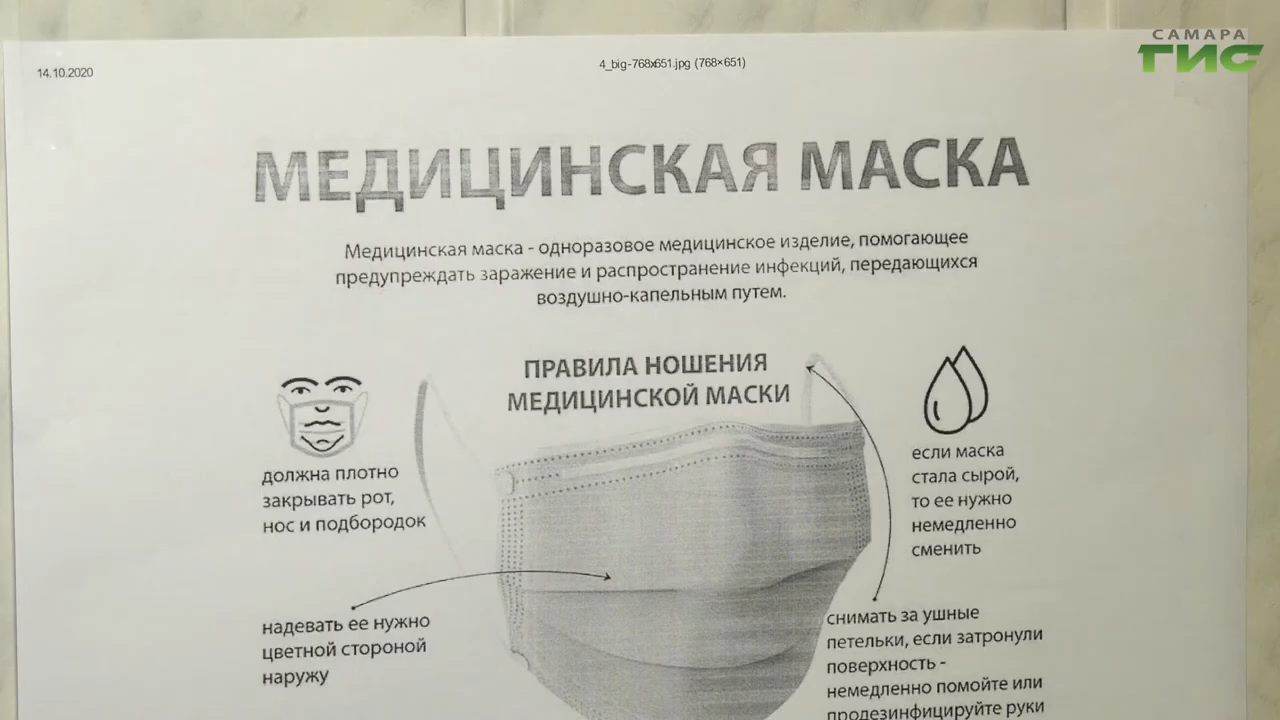 14.10.2020
4_big-768x651.jpg (768×651)
САМАРА
ГИС
МЕДИЦИНСКАЯ МАСКА
Медицинская маска - одноразовое медицинское изделие, помогающее
предупреждать заражение и распространение инфекций, передающихся
воздушно-капельным путем.
ПРАВИЛА НОШЕНИЯ
МЕДИЦИНСКОЙ МАСКИ
должна плотно
закрывать рот,
нос и подбородок
если маска
стала сырой,
то ее нужно
немедленно
сменить
надевать ее нужно
цветной стороной
наружу
снимать за ушные
петельки, если затронули
поверхность -
немедленно помойте или
продезинфицируйте руки